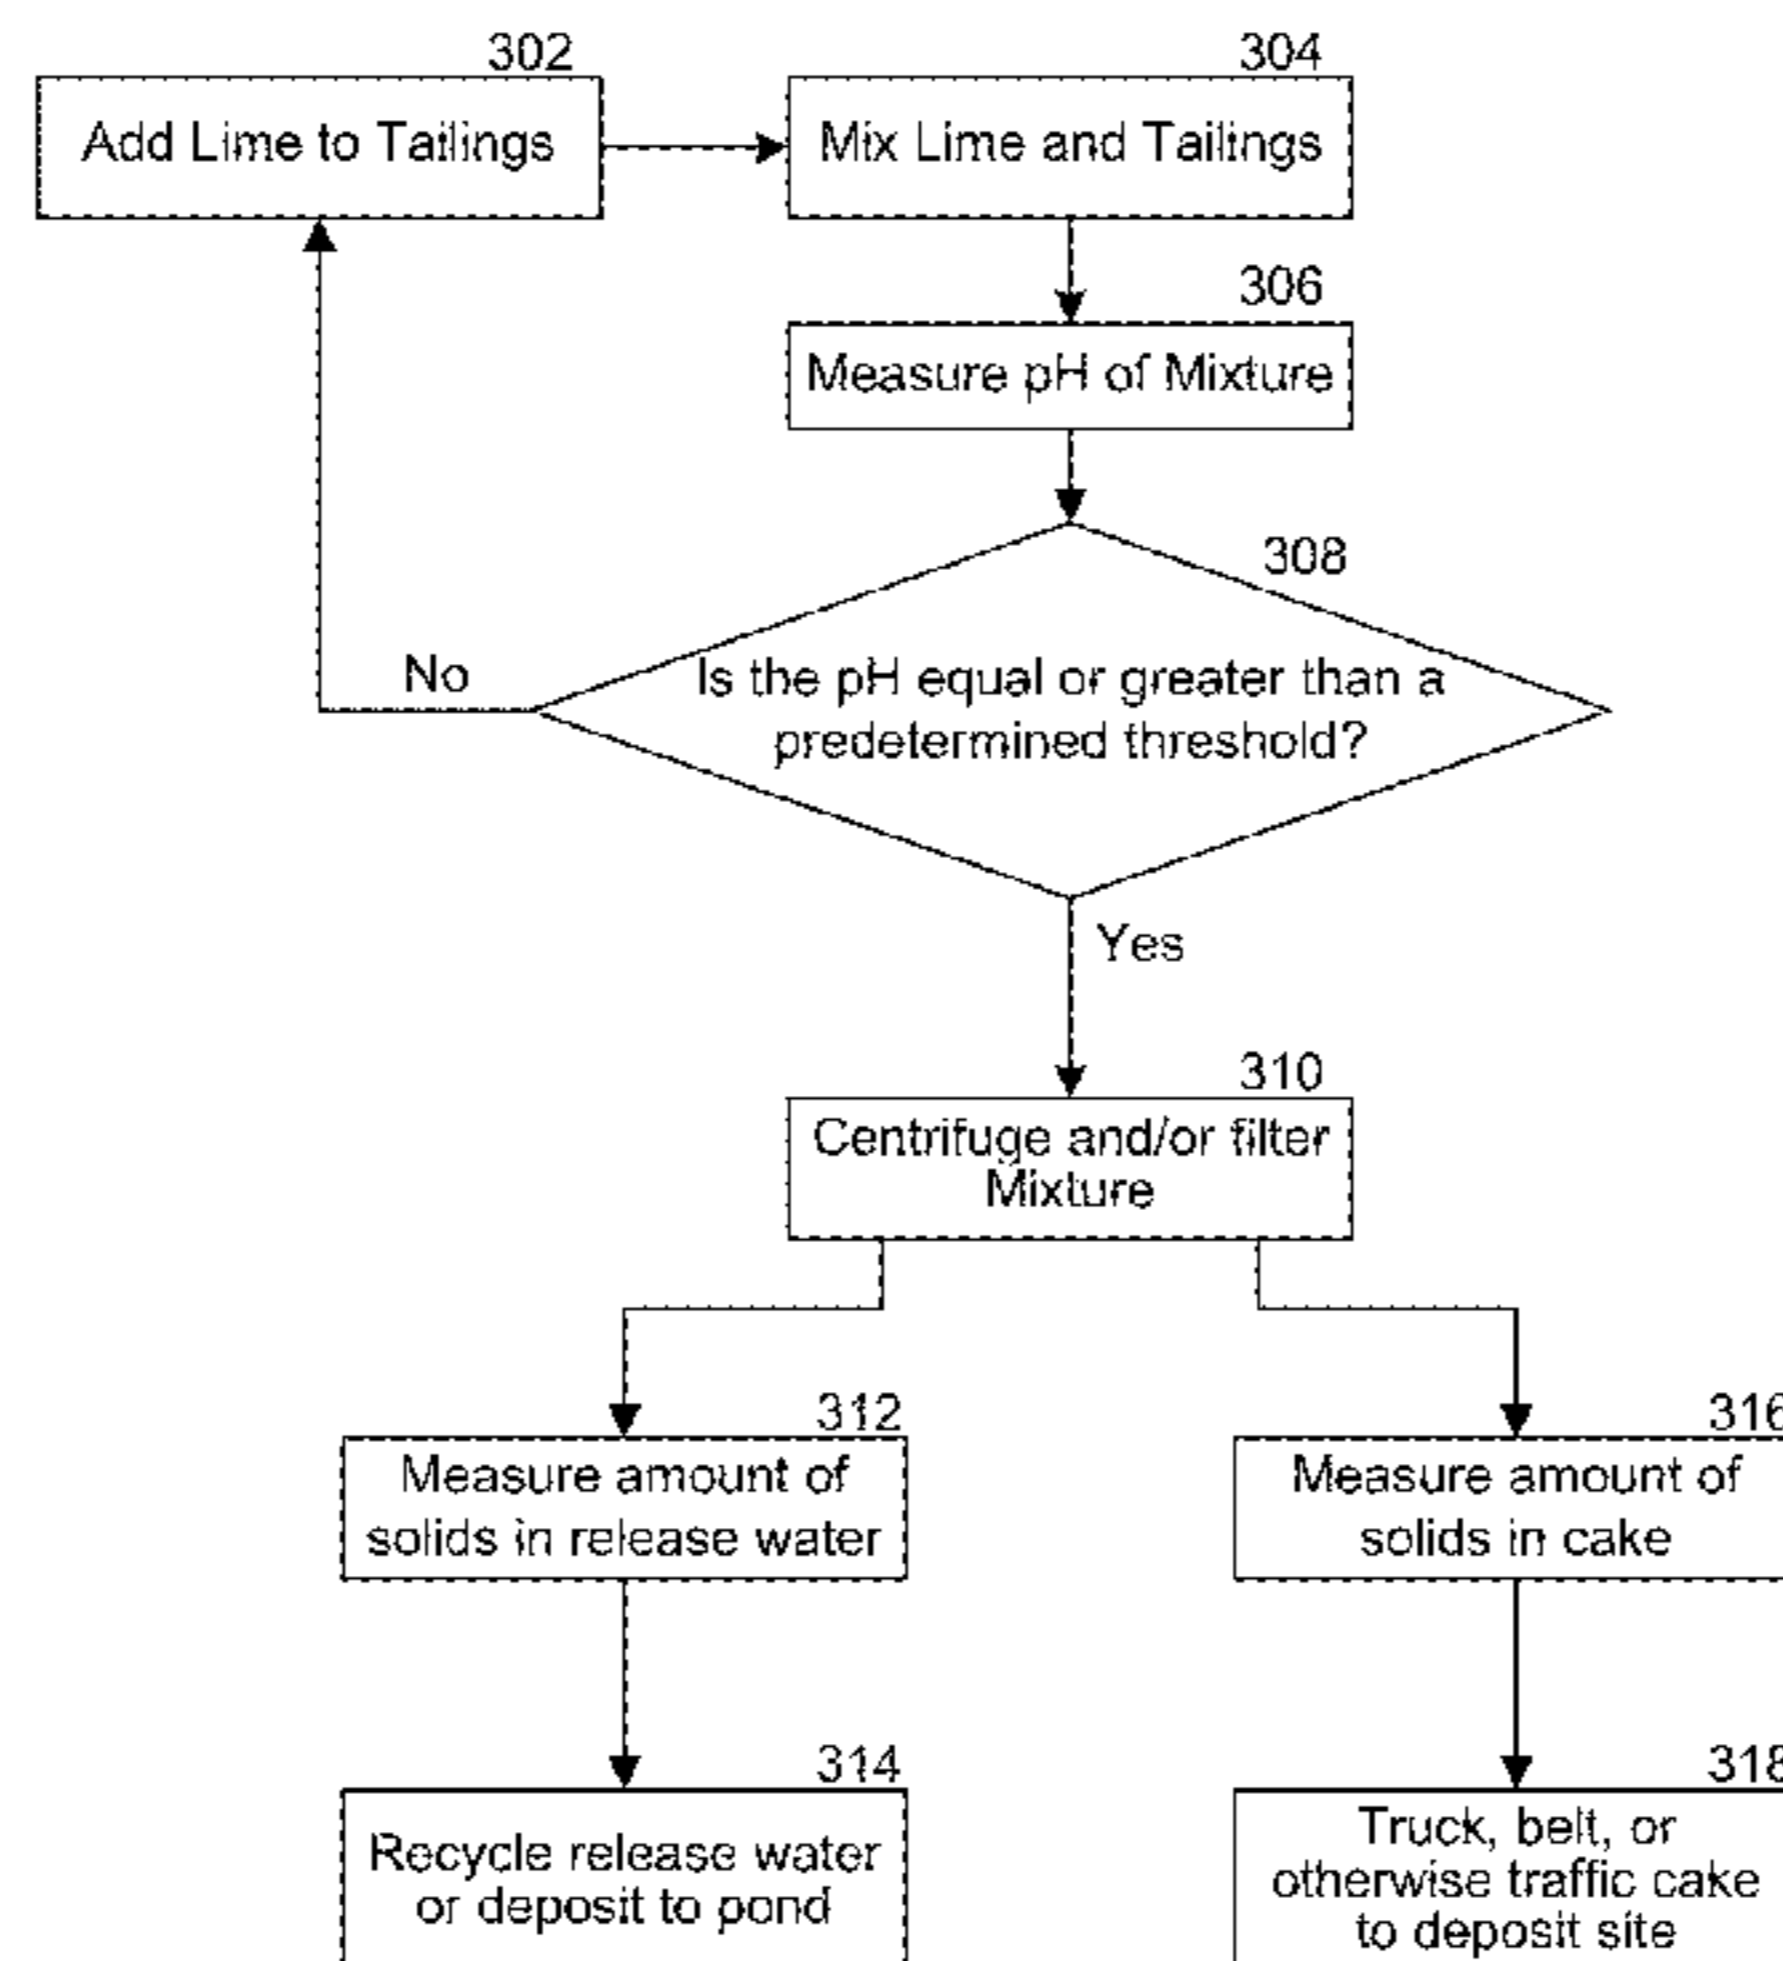 302
Add Lime to Tailings
304
Mix Lime and Tailings
306
Measure pH of Mixture
308
Is the pH equal or greater than a
predetermined threshold?
No
Yes
310
Centrifuge and/or filter
Mixture
312
Measure amount of
solids in release water
316
Measure amount of
solids in cake
314
Recycle release water
or deposit to pond
318
Truck, belt, or
otherwise traffic cake
to deposit site